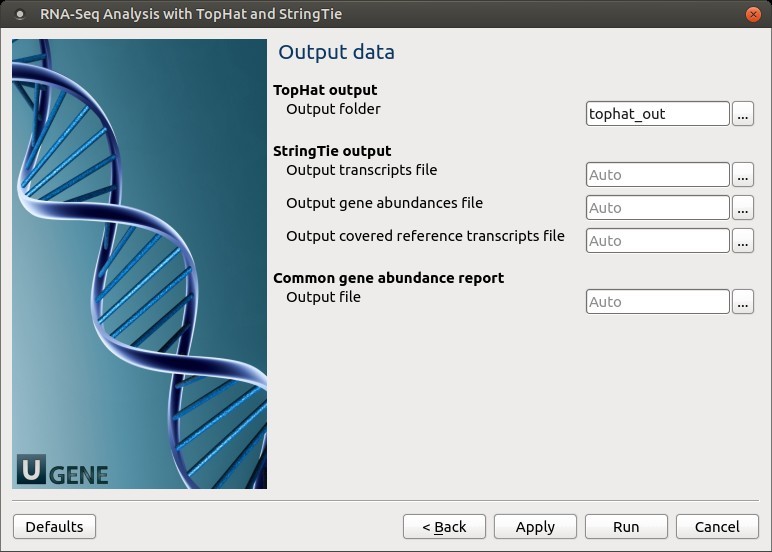 RNA-Seq Analysis with TopHat and StringTie
Output data
TopHat output
Output folder
tophat_out
...
StringTie output
Output transcripts file
Auto
...
Output gene abundances file
Auto
...
Output covered reference transcripts file
Auto
...
Common gene abundance report
Output file
Auto
...
U GENE
Defaults
< Back
Apply
Run
Cancel